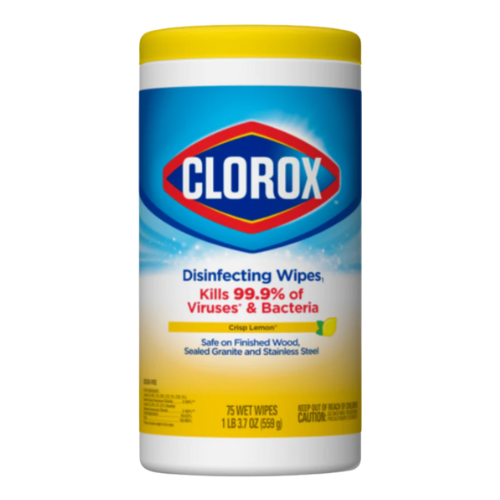 CLOROX
Disinfecting Wipes₁
Kills 99.9% of
Viruses* & Bacteria
Crisp Lemon®
Safe on Finished Wood,
Sealed Granite and Stainless Steel
75 WET WIPES
1 LB 3.7 OZ (559 g)
KEEP OUT OF REACH OF CHILDREN
CAUTION: